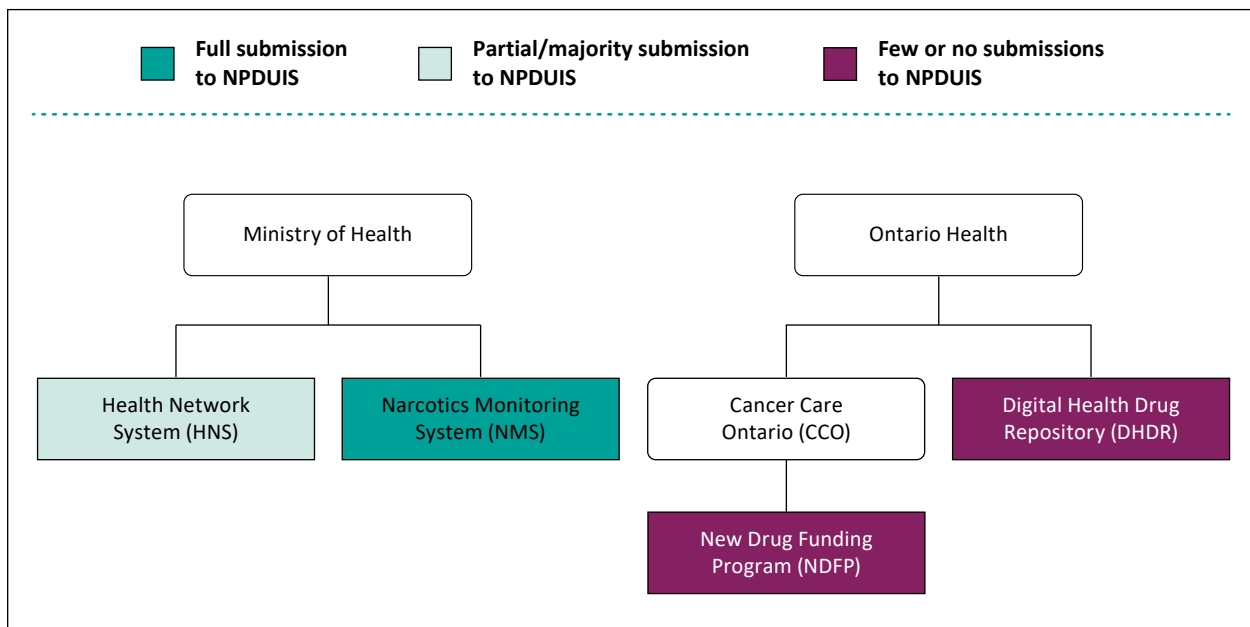 Full submission
to NPDUIS
Partial/majority submission
to NPDUIS
Few or no submissions
to NPDUIS
Ministry of Health
Ontario Health
Health Network
System (HNS)
Narcotics Monitoring
System (NMS)
Cancer Care
Ontario (CCO)
Digital Health Drug
Repository (DHDR)
New Drug Funding
Program (NDFP)